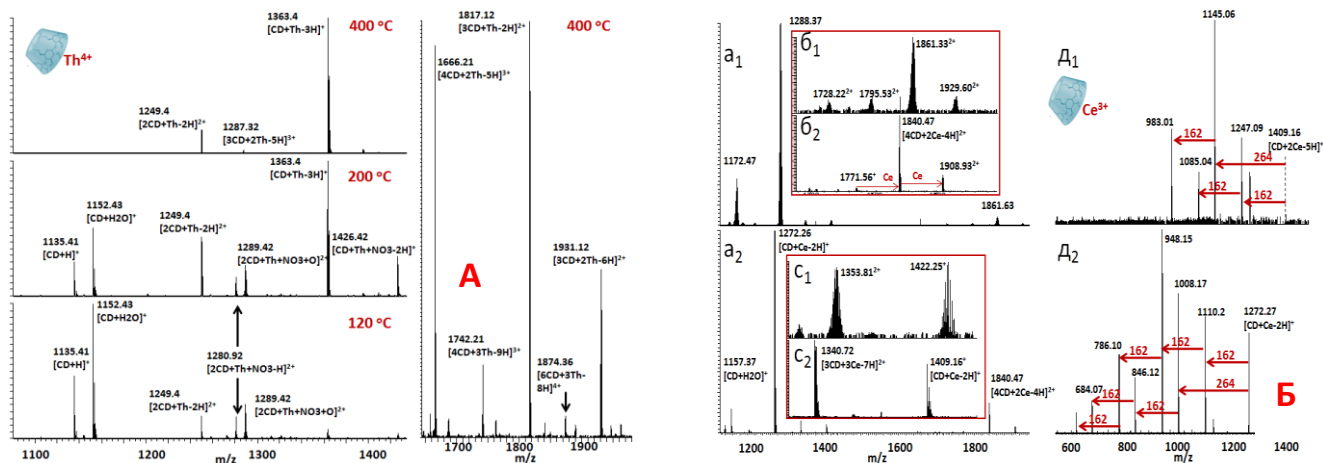 1363.4
[CD+Th-3H]⁺
400 °C
Th⁴⁺
1249.4
[2CD+Th-2H]²⁺
1287.32
[3CD+2Th-5H]³⁺
1363.4
[CD+Th-3H]⁺
200 °C
1152.43
[CD+H2O]⁺
1135.41
[CD+H]⁺
1249.4
[2CD+Th-2H]²⁺
1289.42
[2CD+Th+NO3+O]²⁺
1426.42
[CD+Th+NO3-2H]⁺
1152.43
[CD+H2O]⁺
120 °C
1135.41
[CD+H]⁺
1280.92
[2CD+Th+NO3-H]²⁺
1249.4
[2CD+Th-2H]²⁺
1289.42
[2CD+Th+NO3+O]²⁺
1100
1200
1300
1400
m/z
1817.12
[3CD+Th-2H]²⁺
400 °C
1666.21
[4CD+2Th-5H]³⁺
А
1931.12
[3CD+2Th-6H]²⁺
1742.21
[4CD+3Th-9H]³⁺
1874.36
[6CD+3Th-
8H]⁴⁺
1700
1800
1900
m/z
а₁
1288.37
1172.47
1861.63
б₁
1861.33²⁺
1728.22²⁺
1795.53²⁺
1929.60²⁺
б₂
1840.47
[4CD+2Ce-4H]²⁺
1771.56⁺
1908.93²⁺
Ce
Ce
а₂
1272.26
[CD+Ce-2H]⁺
1157.37
[CD+H2O]⁺
1840.47
[4CD+2Ce-4H]²⁺
с₁
1353.81²⁺
1422.25⁺
с₂
1340.72
[3CD+3Ce-7H]²⁺
1409.16⁺
[CD+Ce-2H]⁺
1200
1400
1600
1800
m/z
Д₁
1145.06
Ce³⁺
983.01
162
1247.09
1409.16
[CD+2Ce-5H]⁺
1085.04
264
162
162
Д₂
948.15
1008.17
1110.2
1272.27
[CD+Ce-2H]⁺
786.10
162
162
162
846.12
684.07
162
264
162
162
Б
600
800
1000
1200
1400
m/z